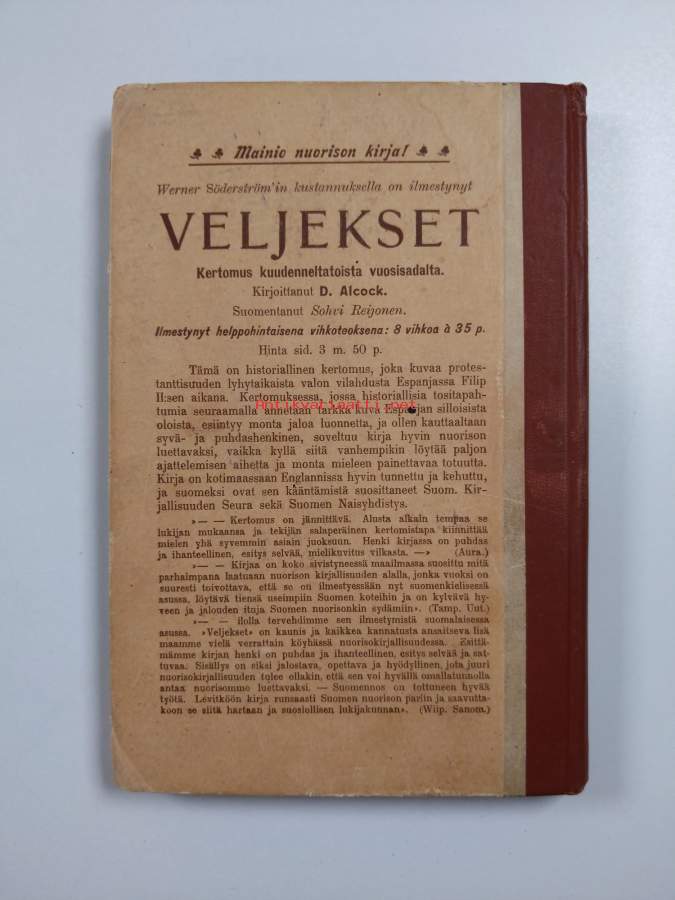 Mainio nuorison kirja!
Werner Söderström'in kustannuksella on ilmestynyt
VELJEKSET
Kertomus kuudenneltatoista vuosisadalta.
Kirjoittanut D. Alcock.
Suomentanut Sohvi Reijonen.
Ilmestynyt helppohintaisena vihkoteoksena: 8 vihkoa à 35 p.
Hinta sid. 3 m. 50 p.
Tämä on historiallinen kertomus, joka kuvaa protes-
tanttisuuden lyhytaikaista valon vilahdusta Espanjassa Filip
II:sen aikana. Kertomuksessa, jossa historiallisia tositapah-
Antikvariaatti.net
tumia seuraamalla annetaan tarkka kuva Espanjan silloisista
oloista, esiintyy monta jaloa luonnetta, ja ollen kauttaaltaan
syvä- ja puhdashenkinen, soveltuu kirja hyvin nuorison
luettavaksi, vaikka kyllä siitä vanhempikin löytää paljon
ajattelemisen aihetta ja monta mieleen painettavaa totuutta.
Kirja on kotimaassaan Englannissa hyvin tunnettu ja kehuttu,
ja suomeksi ovat sen kääntämistä suosittaneet Suom. Kir-
jallisuuden Seura sekä Suomen Naisyhdistys.
»— — Kertomus on jännittävä. Alusta alkain tempaa se
lukijan mukaansa ja tekijän salaperäinen kertomistapa kiinnittää
mielen yhä syvemmin asiain juoksuun. Henki kirjassa on puhdas
ja ihanteellinen, esitys selvää, mielikuvitus vilkasta. —» (Aura.)
»— — Kirjaa on koko sivistyneessä maailmassa suosittu mitä
parhaimpana laatuaan nuorison kirjallisuuden alalla, jonka vuoksi on
suuresti toivottava, että se on ilmestyessään nyt suomenkielisessä
asussa, löytävä tiensä useimpiin Suomen koteihin ja on kylvävä hy-
veen ja jalouden ituja Suomen nuorisonkin sydämiin». (Tamp. Uut.)
»— — ilolla tervehdimme sen ilmestymistä suomalaisessa
asussa. »Veljekset» on kaunis ja kaikkea kannatusta ansaitseva lisä
maamme vielä verrattain köyhässä nuorisokirjallisuudessa. Esittä-
mämme kirjan henki on puhdas ja ihanteellinen, esitys selvää ja sat-
tuvaa. Sisällys on siksi jalostava, opettava ja hyödyllinen, jota juuri
nuorisokirjallisuuden tulee ollakin, että sen voi hyvällä omallatunnolla
antaa nuorisomme luettavaksi. — Suomennos on tottuneen hyvää
työtä. Levitköön kirja runsaasti Suomen nuorison pariin ja saavutta-
koon se siitä hartaan ja suosiollisen lukijakunnan». (Wiip. Sanom.)